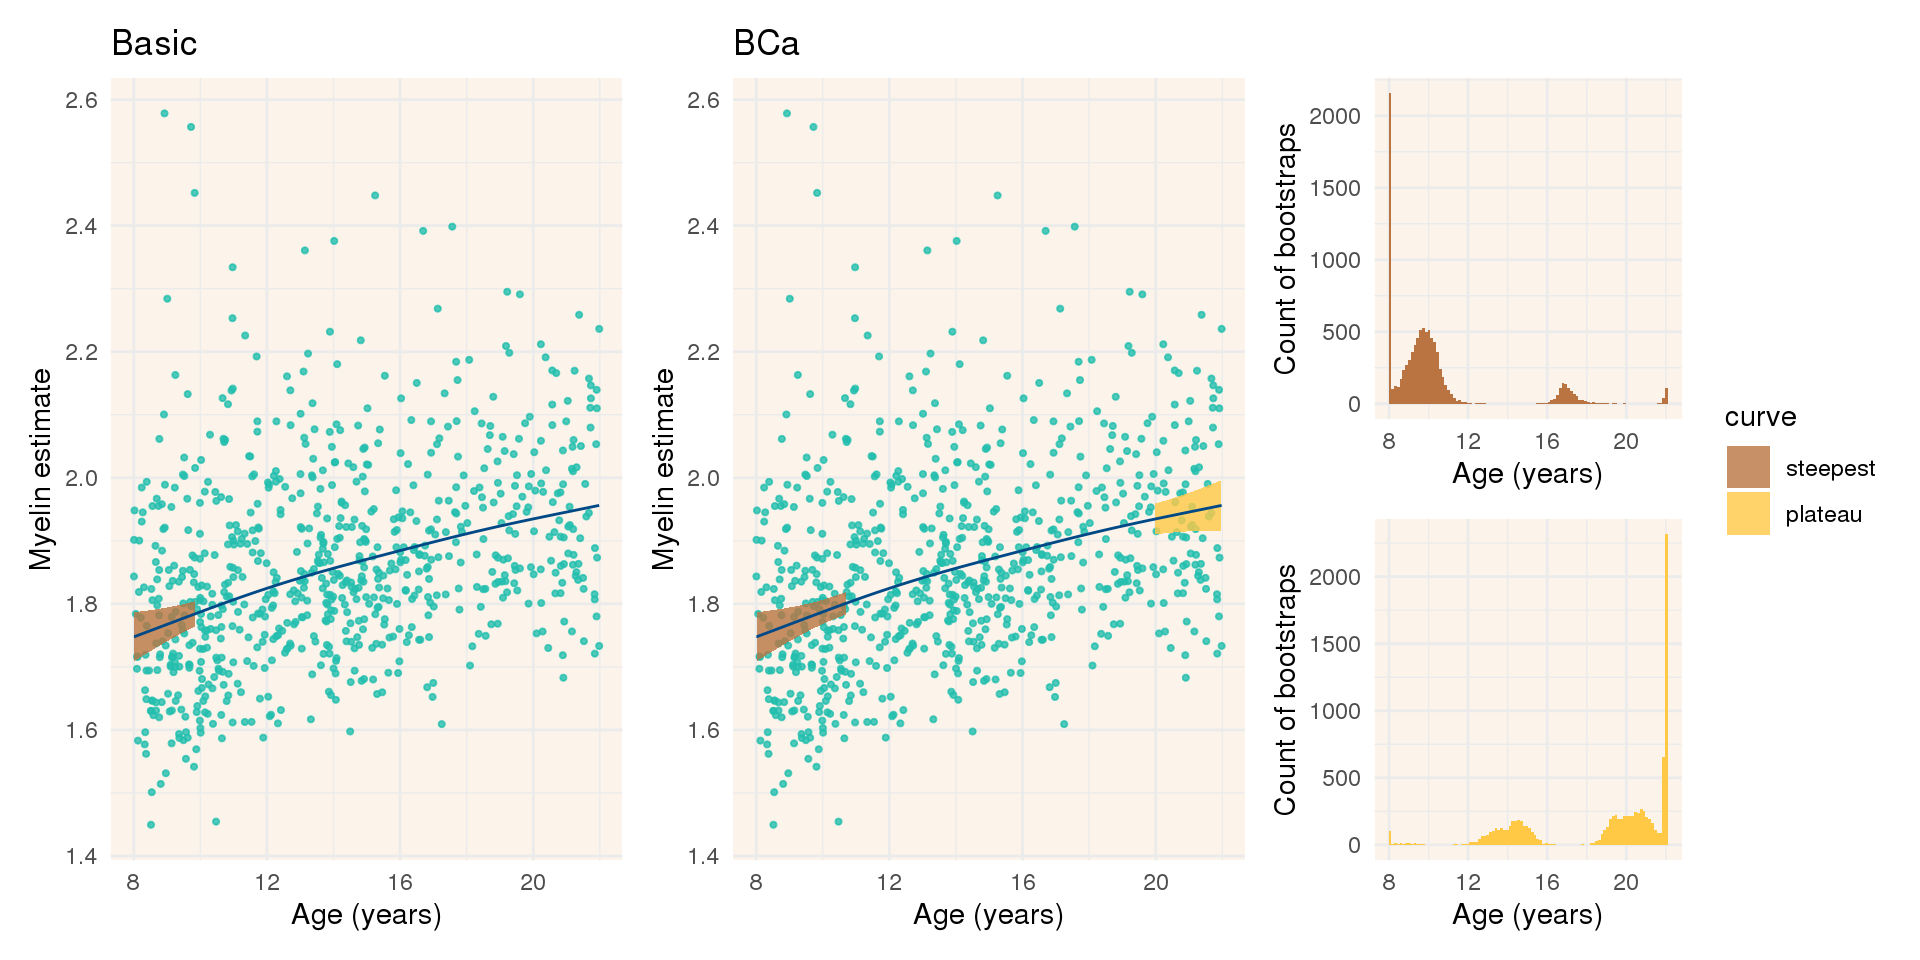 Basic
2.6
2.4
2.2
2.0
1.8
1.6
1.4
Myelin estimate
8 12 16 20
Age (years)
BCa
2.6
2.4
2.2
2.0
1.8
1.6
1.4
Myelin estimate
8 12 16 20
Age (years)
2000
1500
1000
500
0
Count of bootstraps
8 12 16 20
Age (years)
2000
1500
1000
500
0
Count of bootstraps
8 12 16 20
Age (years)
curve
steepest
plateau